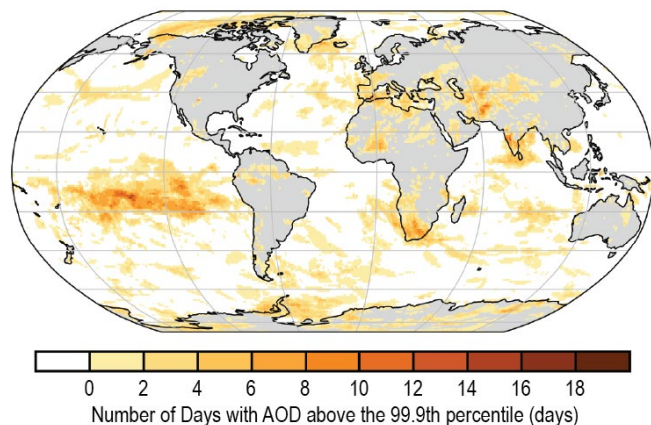 0 2 4 6 8 10 12 14 16 18
Number of Days with AOD above the 99.9th percentile (days)